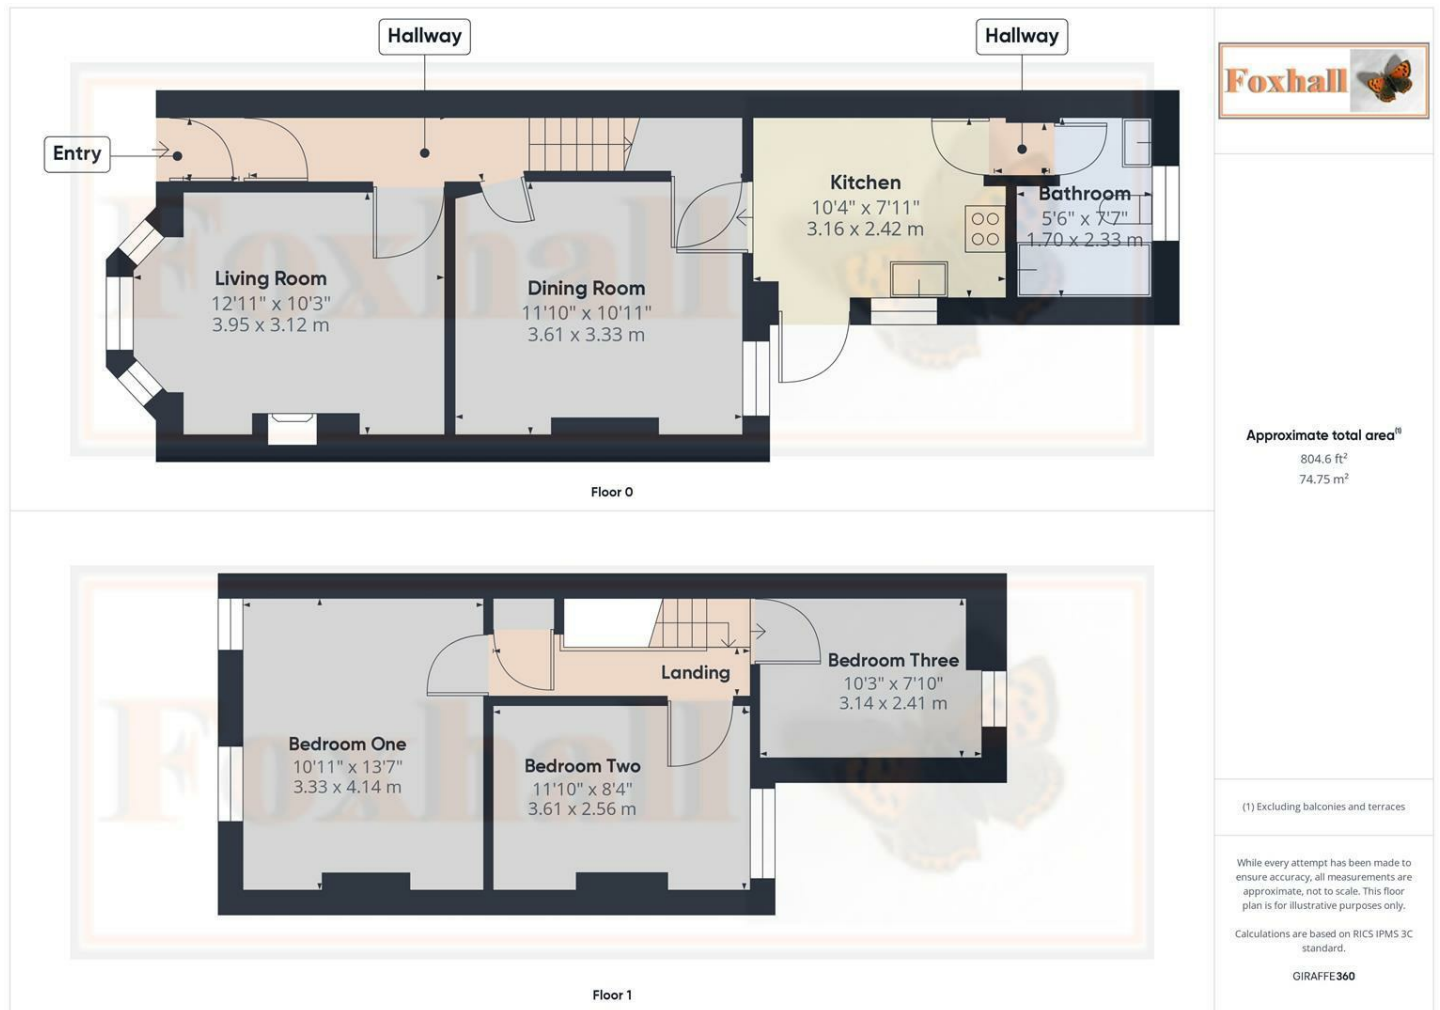 Hallway
Hallway
Entry
Living Room
12'11" x 10'3"
3.95 x 3.12 m
Dining Room
11'10" x 10'11"
3.61 x 3.33 m
Kitchen
10'4" x 7'11"
3.16 x 2.42 m
Bathroom
5'6" x 7'7"
1.70 x 2.33 m
Foxhall
Floor 0
Landing
Bedroom One
10'11" x 13'7"
3.33 x 4.14 m
Bedroom Two
11'10" x 8'4"
3.61 x 2.56 m
Bedroom Three
10'3" x 7'10"
3.14 x 2.41 m
Foxhall
Floor 1
Foxhall
Approximate total area(1)
804.6 ft²
74.75 m²
(1) Excluding balconies and terraces
While every attempt has been made to
ensure accuracy, all measurements are
approximate, not to scale. This floor
plan is for illustrative purposes only.
Calculations are based on RICS IPMS 3C
standard.
GIRAFFE360